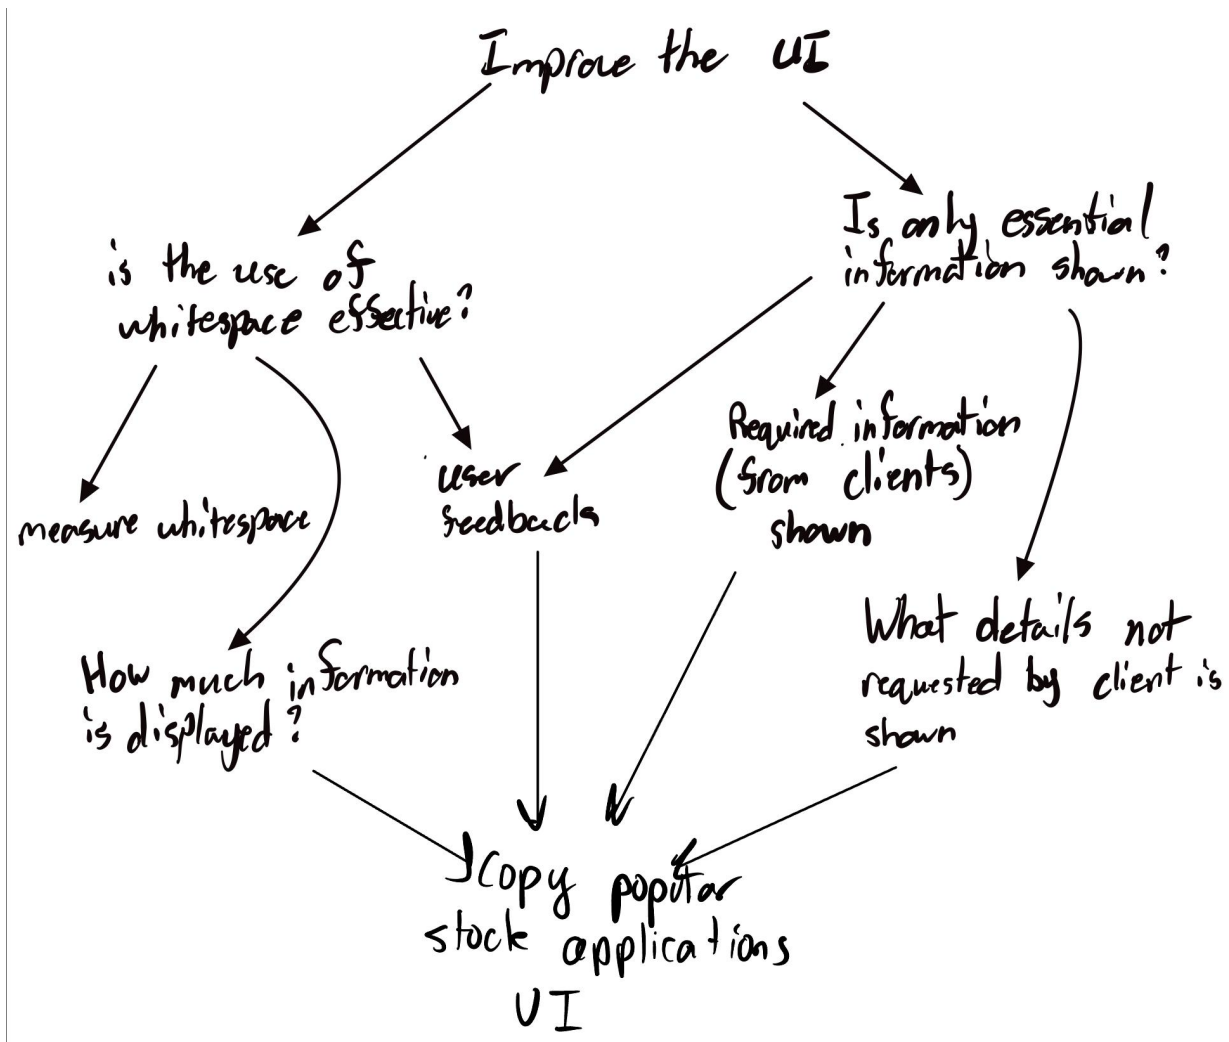 Improve the UI
Is only essential
information shown?
is the use of
whitespace effective?
Required information
(from clients)
shown
user
feedback
measure whitespace
What details not
requested by client is
shown
How much information
is displayed?
Copy popular
stock applications
UI